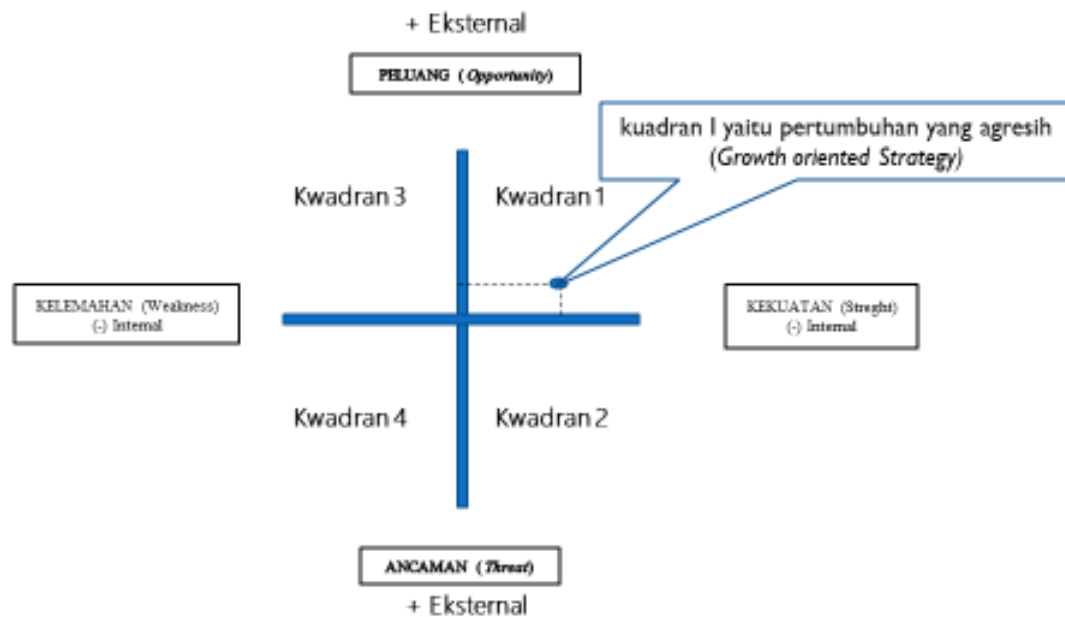 + Eksternal
PELUANG (Opportunity)
kuadran I yaitu pertumbuhan yang agresih
(Growth oriented Strategy)
Kwadran 3
Kwadran 1
KELEMAHAN (Weakness)
(-) Internal
KEKUATAN (Streght)
(-) Internal
Kwadran 4
Kwadran 2
ANCAMAN (Threat)
+ Eksternal